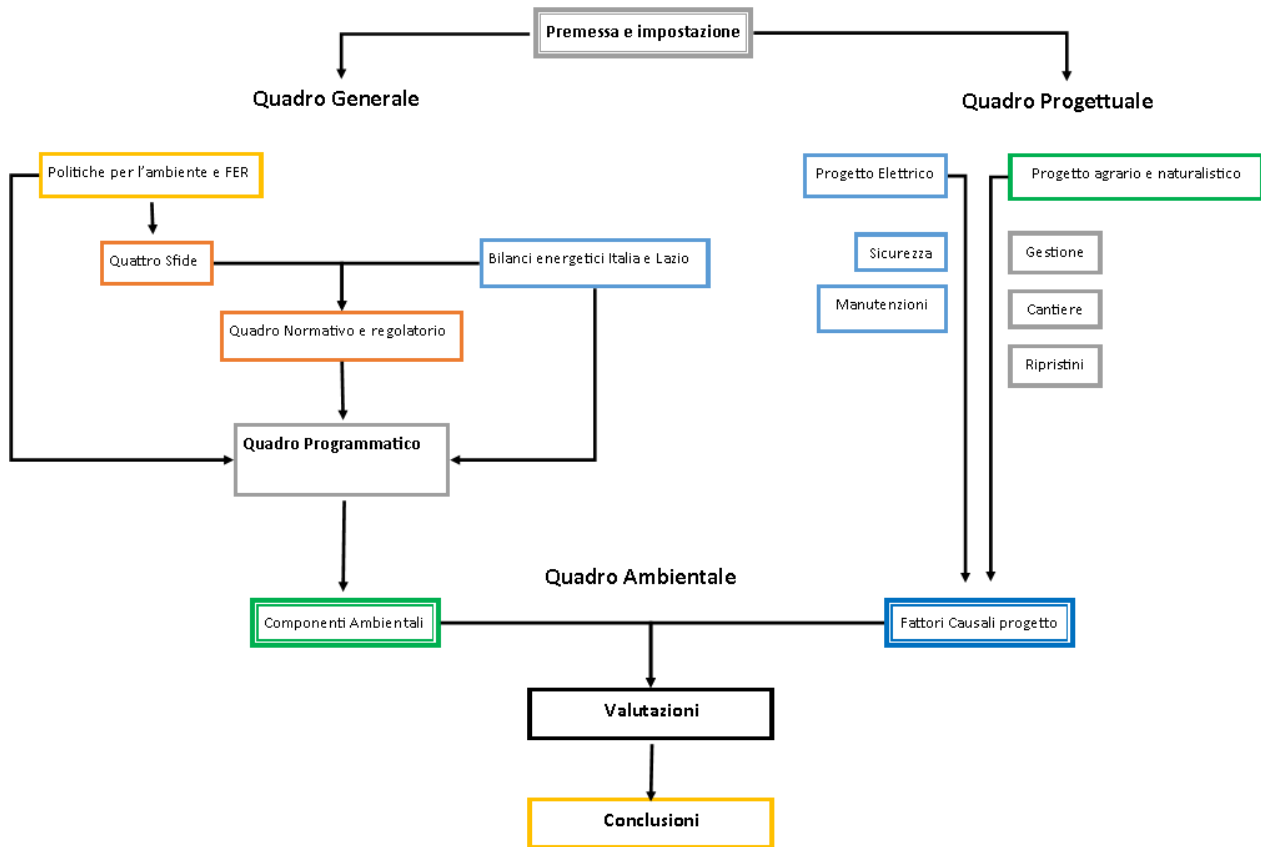 Premessa e impostazione
Quadro Generale
Quadro Progettuale
Politiche per l'ambiente e FER
Progetto Elettrico
Progetto agrario e naturalistico
Quattro Sfide
Bilanci energetici Italia e Lazio
Sicurezza
Gestione
Quadro Normativo e regolatorio
Manutenzioni
Cantiere
Ripristini
Quadro Programmatico
Quadro Ambientale
Componenti Ambientali
Fattori Causali progetto
Valutazioni
Conclusioni